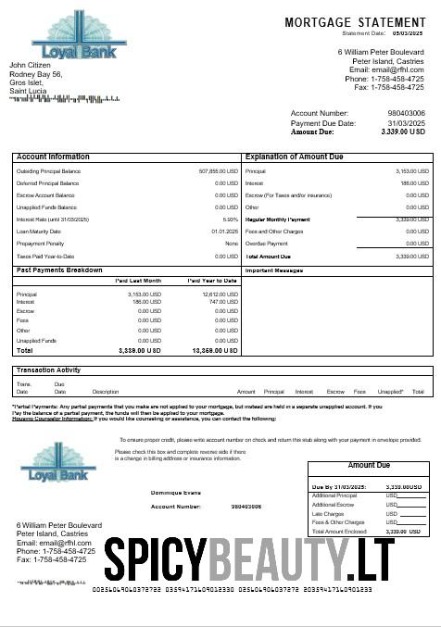 MORTGAGE STATEMENT
Statement Date: 05/03/2025
Loyal Bank
John Citizen
Rodney Bay 56,
Gros Islet,
Saint Lucia
6 William Peter Boulevard
Peter Island, Castries
Email: email@rfhl.com
Phone: 1-758-458-4725
Fax: 1-758-458-4725
Account Number: 980403006
Payment Due Date: 31/03/2025
Amount Due: 3.339.00 USD
Account Information
Outstanding Principal Balance 507,855.00 USD
Deferred Principal Balance 0.00 USD
Escrow Account Balance 0.00 USD
Unapplied Funds Balance 0.00 USD
Interest Rate (until 31/03/2025)
Loan Maturity Date 01.01.2025
Prepayment Penalty None
Taxes Paid Year-to-Date 0.00 USD
Explanation of Amount Due
Principal 3,153.00 USD
Interest 186.00 USD
Escrow (For Taxes and/or Insurance) 0.00 USD
Other 0.00 USD
Regular Monthly Payment 3,339.00 USD
Fees and Other Charges 0.00 USD
Overdue Payment 0.00 USD
Total Amount Due 3,339.00 USD
Past Payments Breakdown
Paid Last Month Paid Year to Date
Principal 3,153.00 USD 12,612.00 USD
Interest 186.00 USD 747.00 USD
Escrow 0.00 USD 0.00 USD
Fees 0.00 USD 0.00 USD
Other 0.00 USD 0.00 USD
Unapplied Funds 0.00 USD 0.00 USD
Total 3,339.00 USD 13,359.00 USD
Important Messages
Transaction Activity
Trans. Date Due Date Description Amount Principal Interest Escrow Fees Unapplied* Total
*Partial Payments: Any partial payments that you make are not applied to your mortgage, but instead are held in a separate unapplied account. If you
pay the balance of a partial payment, the funds will then be applied to your mortgage.
Housing Counselor Information: If you would like counseling or assistance, you can contact the following:
To ensure proper credit, please write account number on check and return this stub along with your payment in envelope provided.
Please check this box and complete reverse side if there
is a change in billing address or insurance information.
Loyal Bank
Dominique Evans
Account Number: 980403006
Amount Due
Due By 31/03/2025: 3,339.00USD
Additional Principal USD
Additional Escrow USD
Late Charges USD
Fees & Other Charges USD
Total Amount Enclosed 3,339.00 USD
6 William Peter Boulevard
Peter Island, Castries
Email: email@rfhl.com
Phone: 1-758-458-4725
Fax: 1-758-458-4725
SPICYBEAUTY.LT